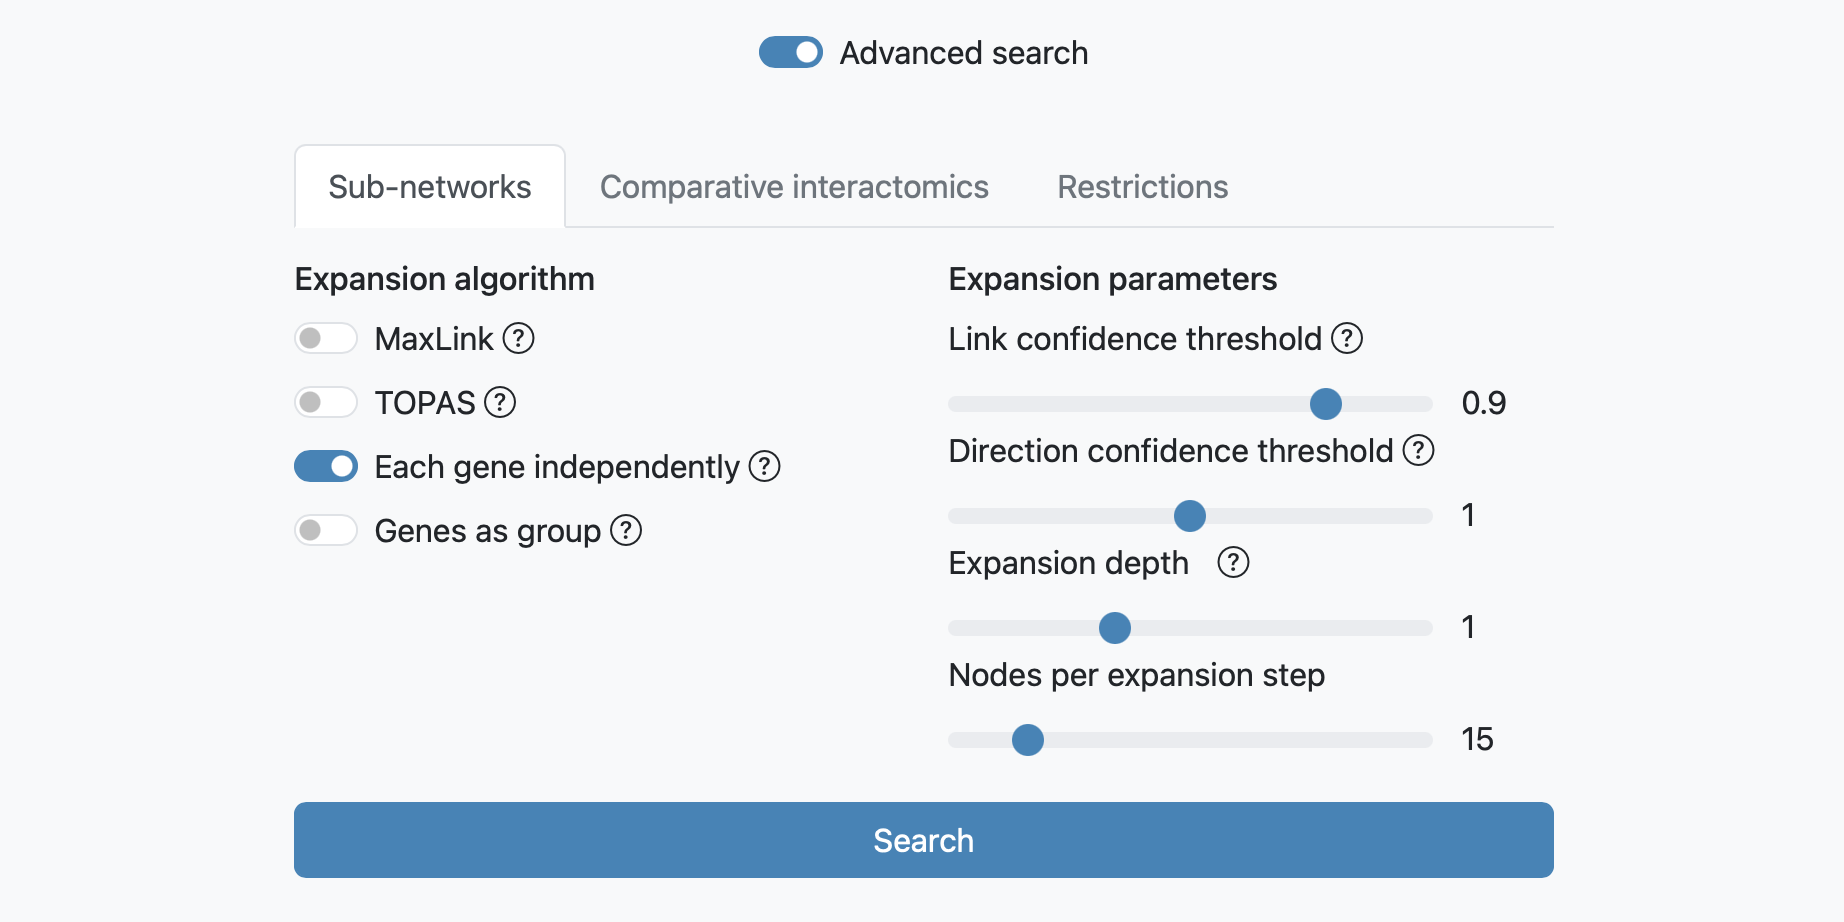 Advanced search
Sub-networks
Comparative interactomics
Restrictions
Expansion algorithm
MaxLink ?
TOPAS ?
Each gene independently ?
Genes as group ?
Expansion parameters
Link confidence threshold ?
0.9
Direction confidence threshold ?
1
Expansion depth ?
1
Nodes per expansion step
15
Search